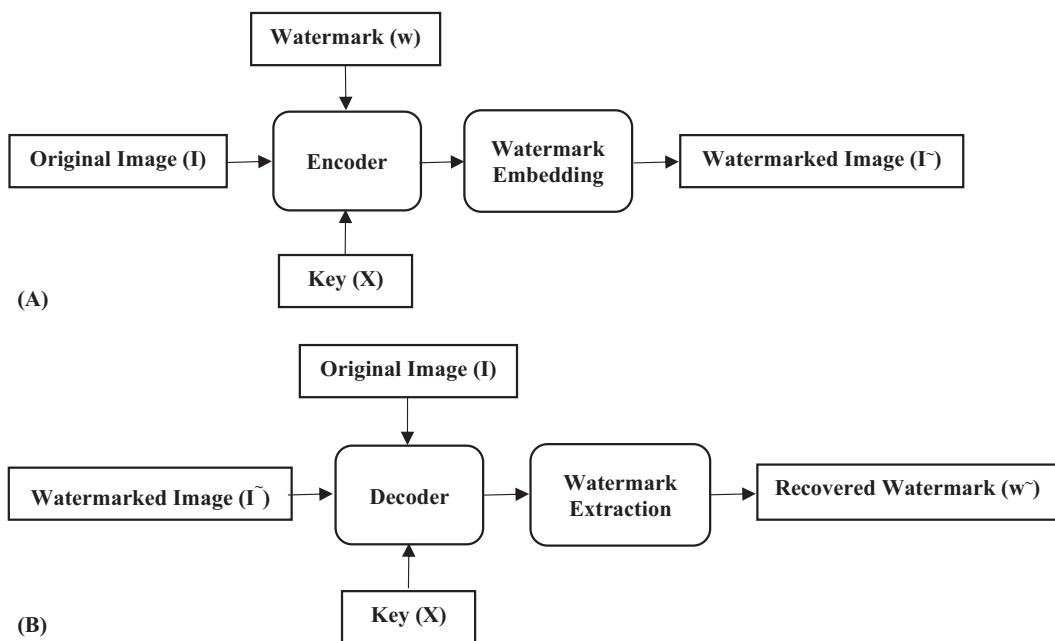 Watermark (w)
Original Image (I)
Encoder
Watermark
Embedding
Watermarked Image (I~)
Key (X)
(A)
Original Image (I)
Watermarked Image (I~)
Decoder
Watermark
Extraction
Recovered Watermark (w~)
Key (X)
(B)